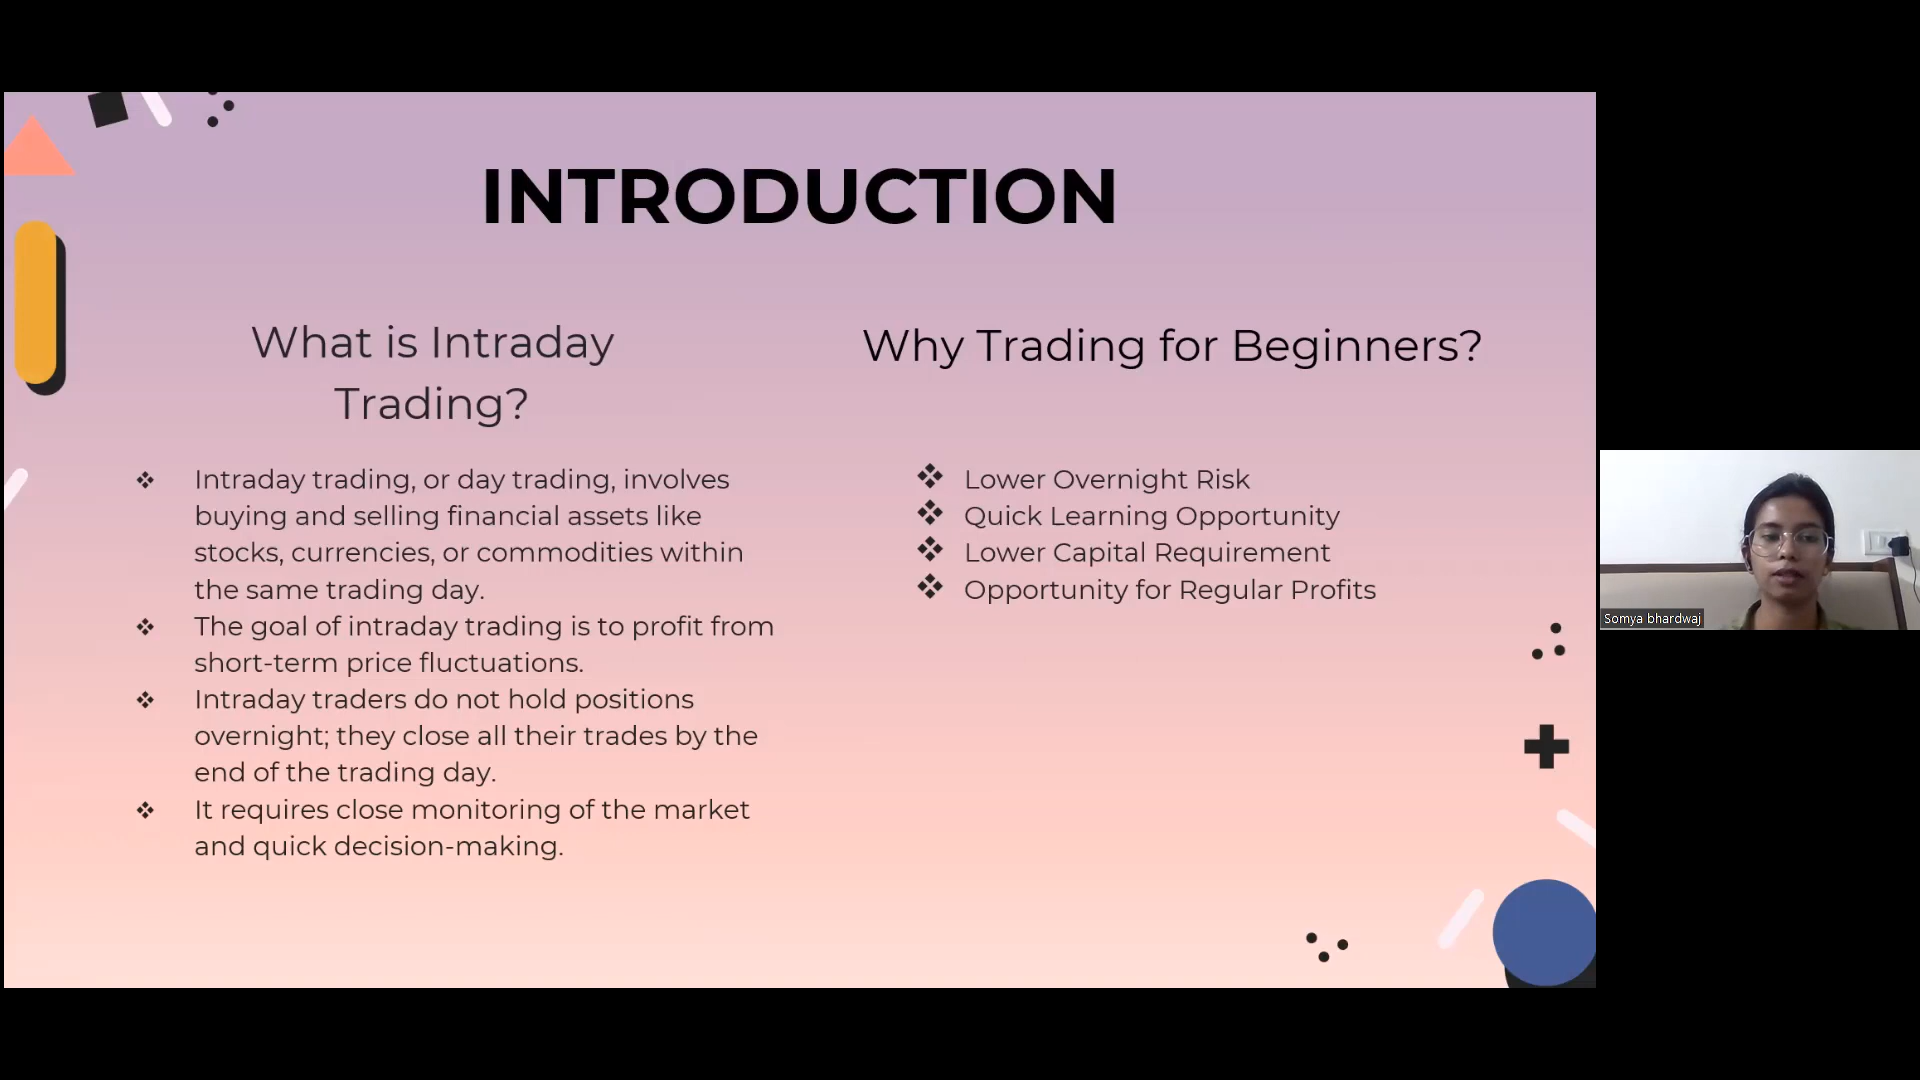 INTRODUCTION
What is Intraday
Trading?
Intraday trading, or day trading, involves
buying and selling financial assets like
stocks, currencies, or commodities within
the same trading day.
The goal of intraday trading is to profit from
short-term price fluctuations.
Intraday traders do not hold positions
overnight; they close all their trades by the
end of the trading day.
It requires close monitoring of the market
and quick decision-making.
Why Trading for Beginners?
Lower Overnight Risk
Quick Learning Opportunity
Lower Capital Requirement
Opportunity for Regular Profits
Somya bhardwaj